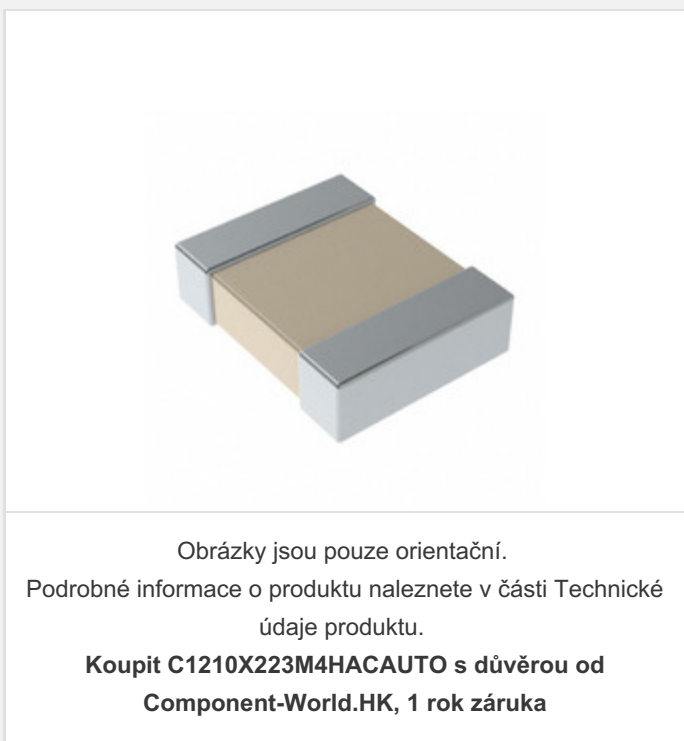 Obrázky jsou pouze orientační.
Podrobné informace o produktu naleznete v části Technické
údaje produktu.
Koupit C1210X223M4HACAUTO s důvěrou od
Component-World.HK, 1 rok záruka